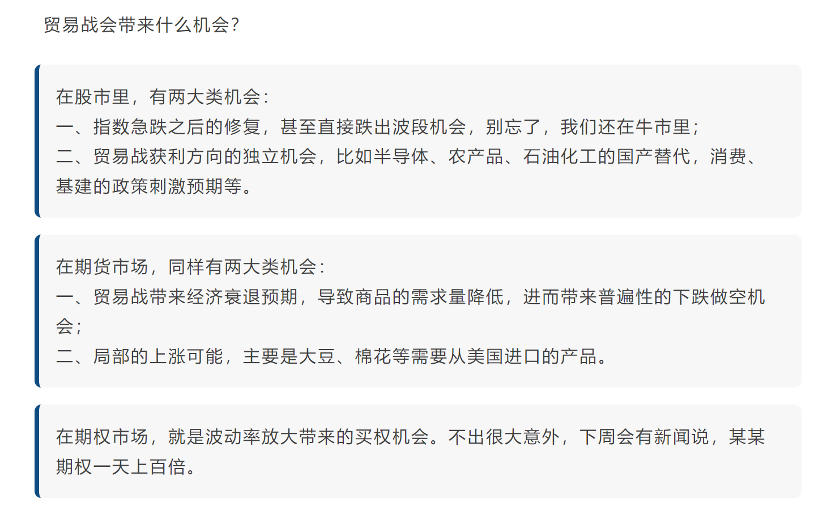 贸易战会带来什么机会？
在股市里，有两大类机会：
一、指数急跌之后的修复，甚至直接跌出波段机会，别忘了，我们还在牛市里；
二、贸易战获利方向的独立机会，比如半导体、农产品、石油化工的国产替代，消费、
基建的政策刺激预期等。
在期货市场，同样有两大类机会：
一、贸易战带来经济衰退预期，导致商品的需求量降低，进而带来普遍性的下跌做空机
会；
二、局部的上涨可能，主要是大豆、棉花等需要从美国进口的产品。
在期权市场，就是波动率放大带来的买权机会。不出很大意外，下周会有新闻说，某某
期权一天上百倍。